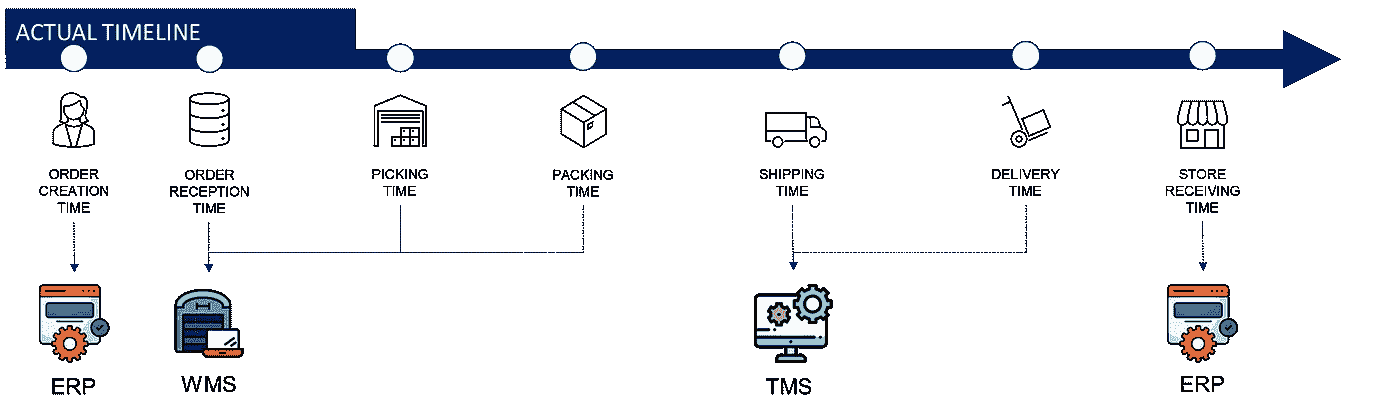 ACTUAL TIMELINE
ORDER
CREATION
TIME
ORDER
RECEPTION
TIME
PICKING
TIME
PACKING
TIME
SHIPPING
TIME
DELIVERY
TIME
STORE
RECEIVING
TIME
ERP
WMS
TMS
ERP